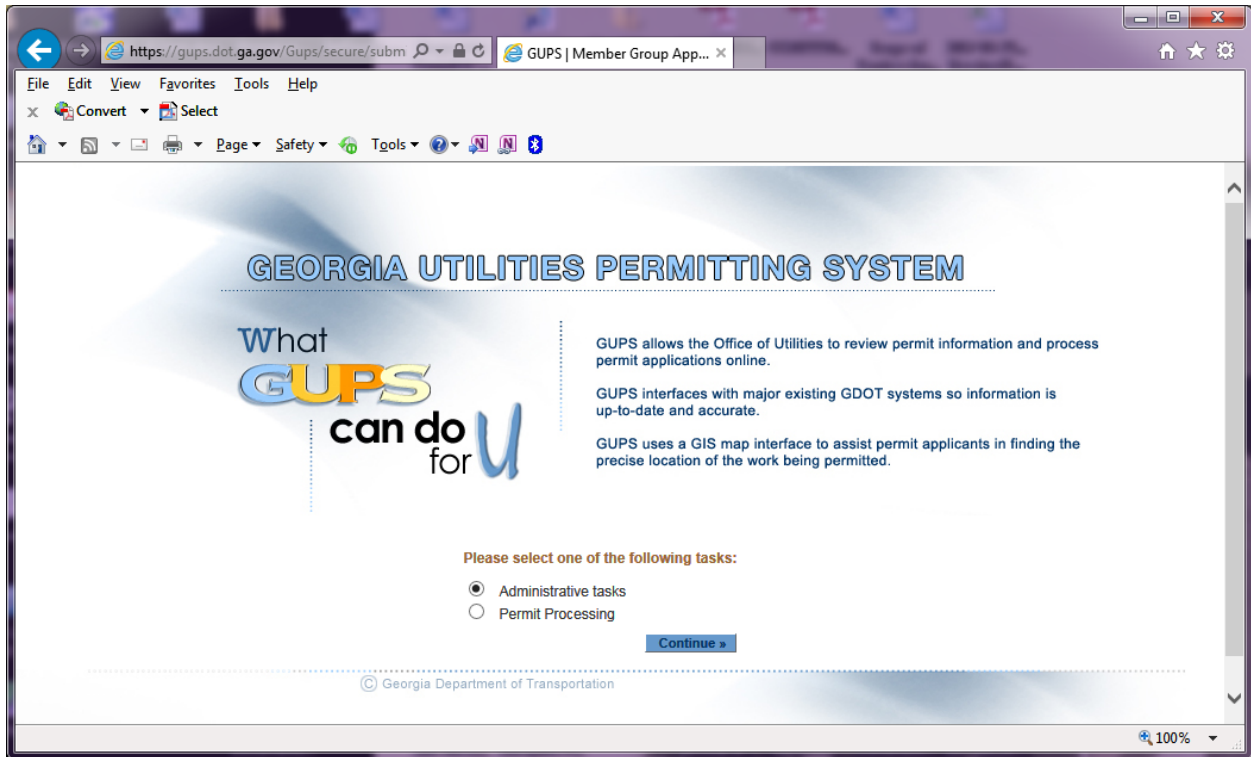 https://gups.dot.ga.gov/Gups/secure/subm
GUPS | Member Group App...
File Edit View Favorites Tools Help
x Convert Select
Page Safety Tools
GEORGIA UTILITIES PERMITTING SYSTEM
What
GUPS
can do
for U
GUPS allows the Office of Utilities to review permit information and process
permit applications online.
GUPS interfaces with major existing GDOT systems so information is
up-to-date and accurate.
GUPS uses a GIS map interface to assist permit applicants in finding the
precise location of the work being permitted.
Please select one of the following tasks:
Administrative tasks
Permit Processing
Continue »
© Georgia Department of Transportation
100%